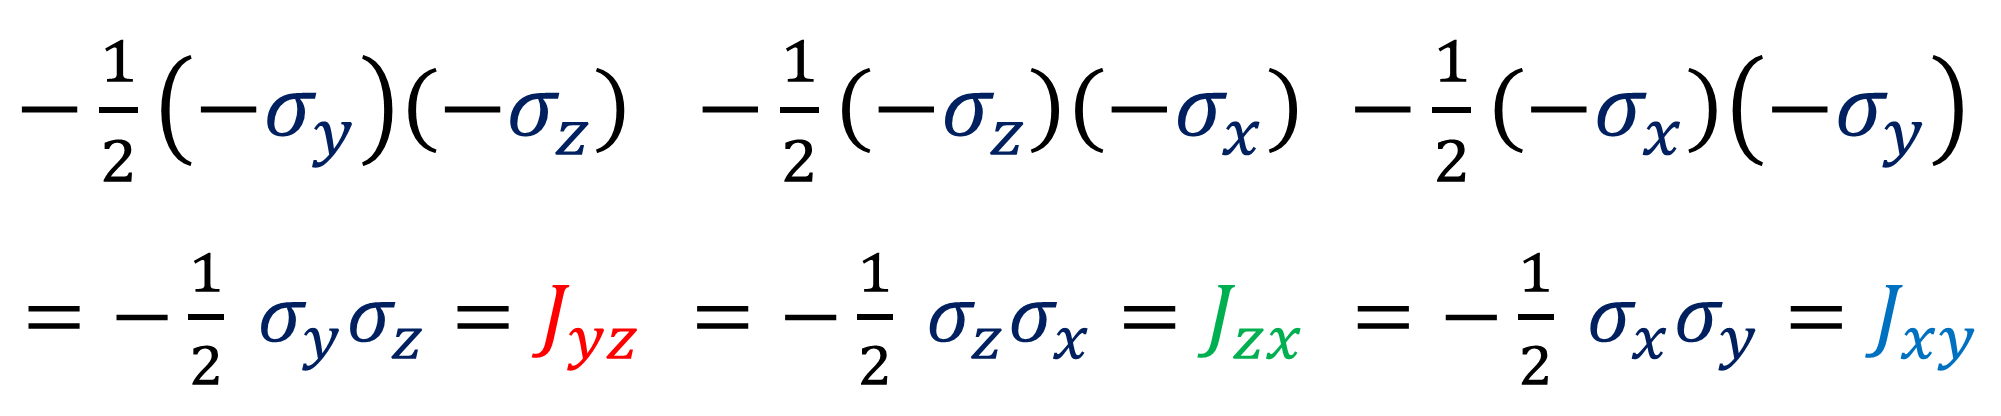 −1/2(−σ_y)(−σ_z) −1/2(−σ_z)(−σ_x) −1/2(−σ_x)(−σ_y)
= −1/2 σ_yσ_z = J_yz = −1/2 σ_zσ_x = J_zx = −1/2 σ_xσ_y = J_xy